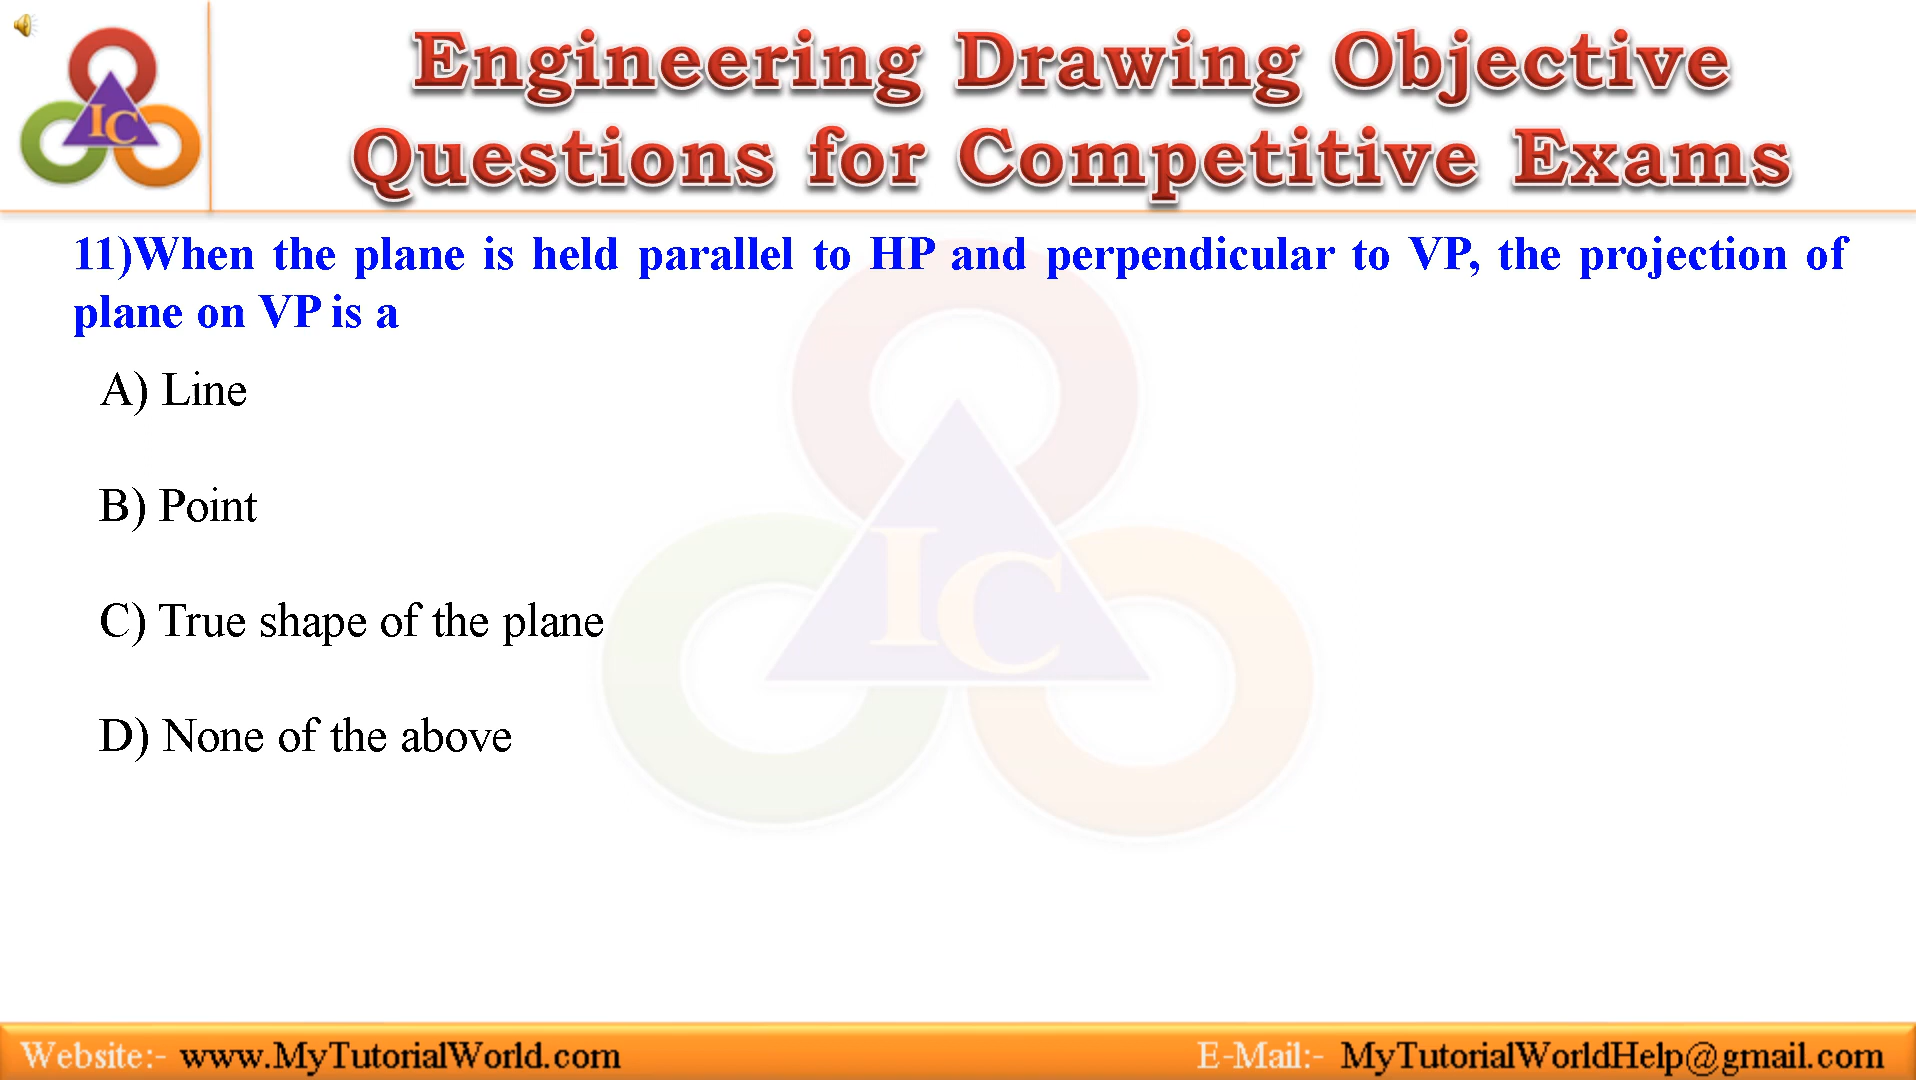 IC
Engineering Drawing Objective
Questions for Competitive Exams
11)When the plane is held parallel to HP and perpendicular to VP, the projection of
plane on VP is a
A) Line
B) Point
C) True shape of the plane
D) None of the above
IC
Website:- www.MyTutorialWorld.com
E-Mail:- MyTutorialWorldHelp@gmail.com